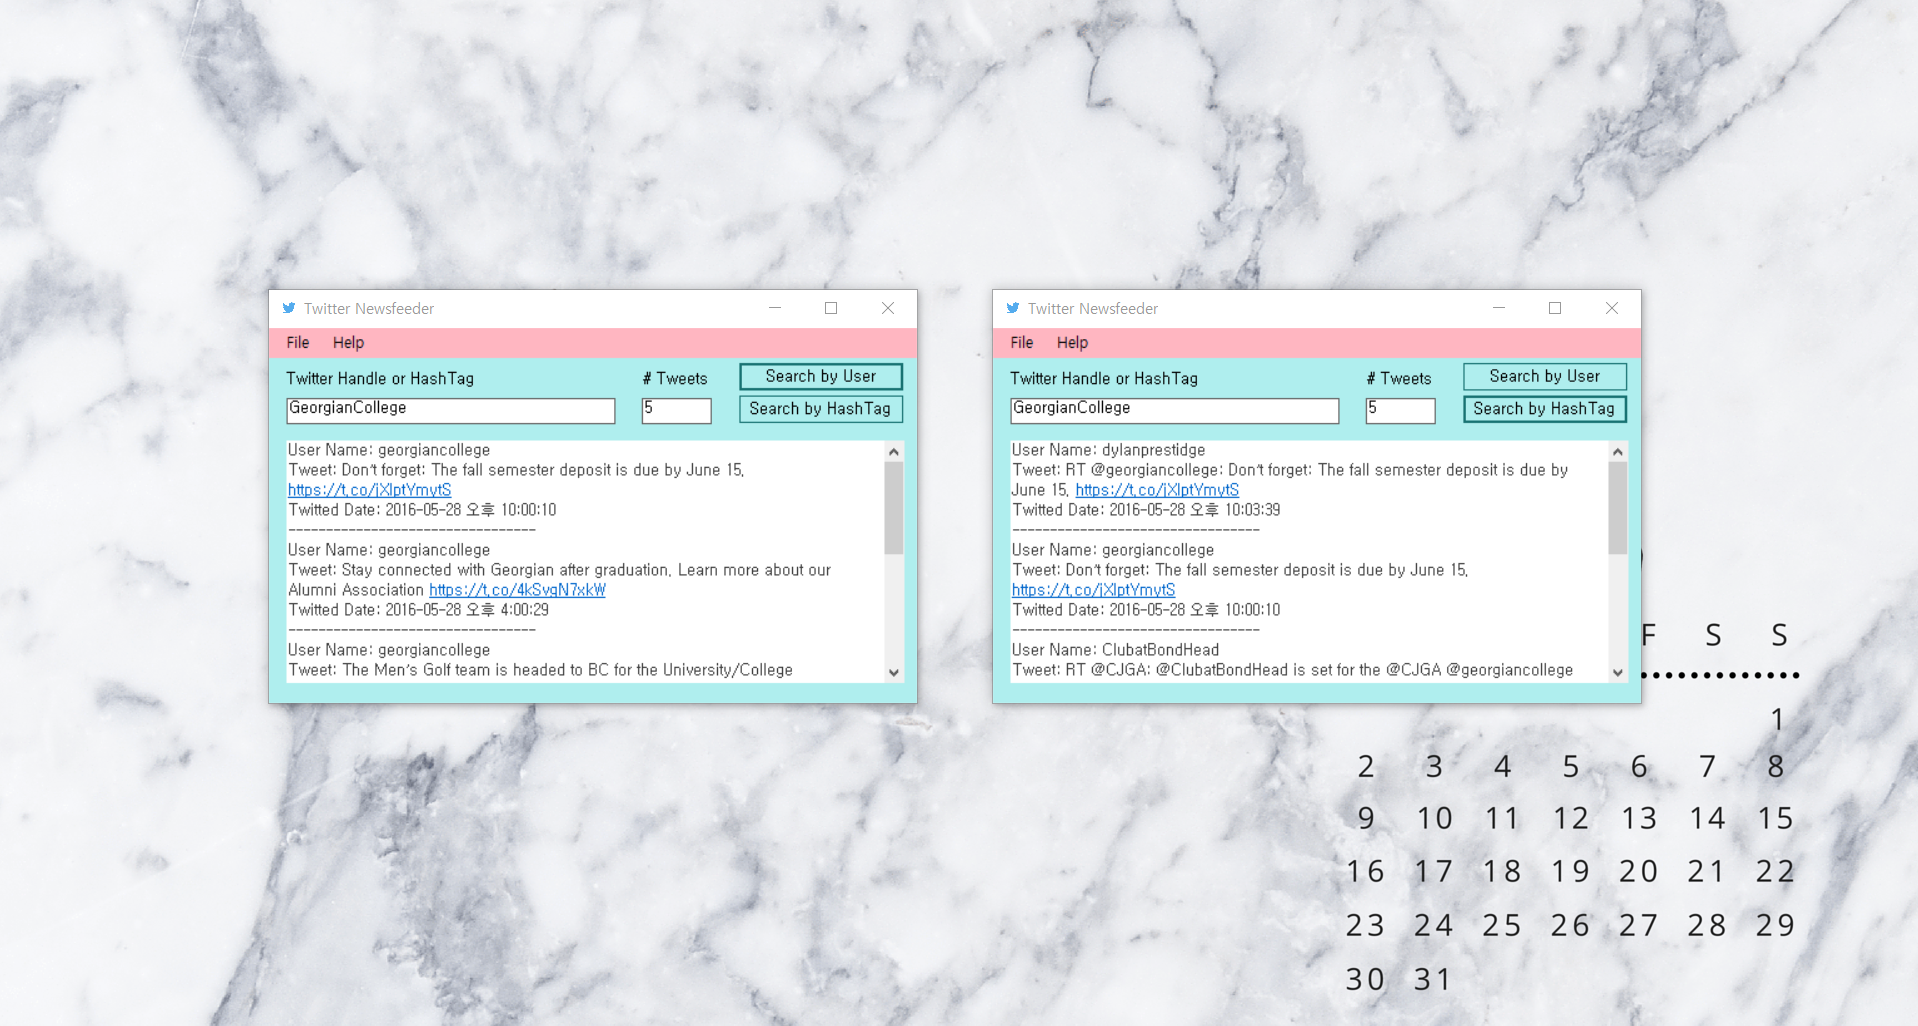 Twitter Newsfeeder
File Help
Twitter Handle or HashTag # Tweets Search by User
GeorgianCollege 5 Search by HashTag
User Name: georgiancollege
Tweet: Don't forget: The fall semester deposit is due by June 15.
https://t.co/jXlptYmytS
Twitted Date: 2016-05-28 오후 10:00:10
---------------------------------
User Name: georgiancollege
Tweet: Stay connected with Georgian after graduation. Learn more about our
Alumni Association https://t.co/4kSvgN7xkW
Twitted Date: 2016-05-28 오후 4:00:29
---------------------------------
User Name: georgiancollege
Tweet: The Men's Golf team is headed to BC for the University/College
Twitter Newsfeeder
File Help
Twitter Handle or HashTag # Tweets Search by User
GeorgianCollege 5 Search by HashTag
User Name: dylanprestidge
Tweet: RT @georgiancollege: Don't forget: The fall semester deposit is due by
June 15. https://t.co/jXlptYmytS
Twitted Date: 2016-05-28 오후 10:03:39
---------------------------------
User Name: georgiancollege
Tweet: Don't forget: The fall semester deposit is due by June 15.
https://t.co/jXlptYmytS
Twitted Date: 2016-05-28 오후 10:00:10
---------------------------------
User Name: ClubatBondHead
Tweet: RT @CJGA: @ClubatBondHead is set for the @CJGA @georgiancollege
F S S
1
2 3 4 5 6 7 8
9 10 11 12 13 14 15
16 17 18 19 20 21 22
23 24 25 26 27 28 29
30 31